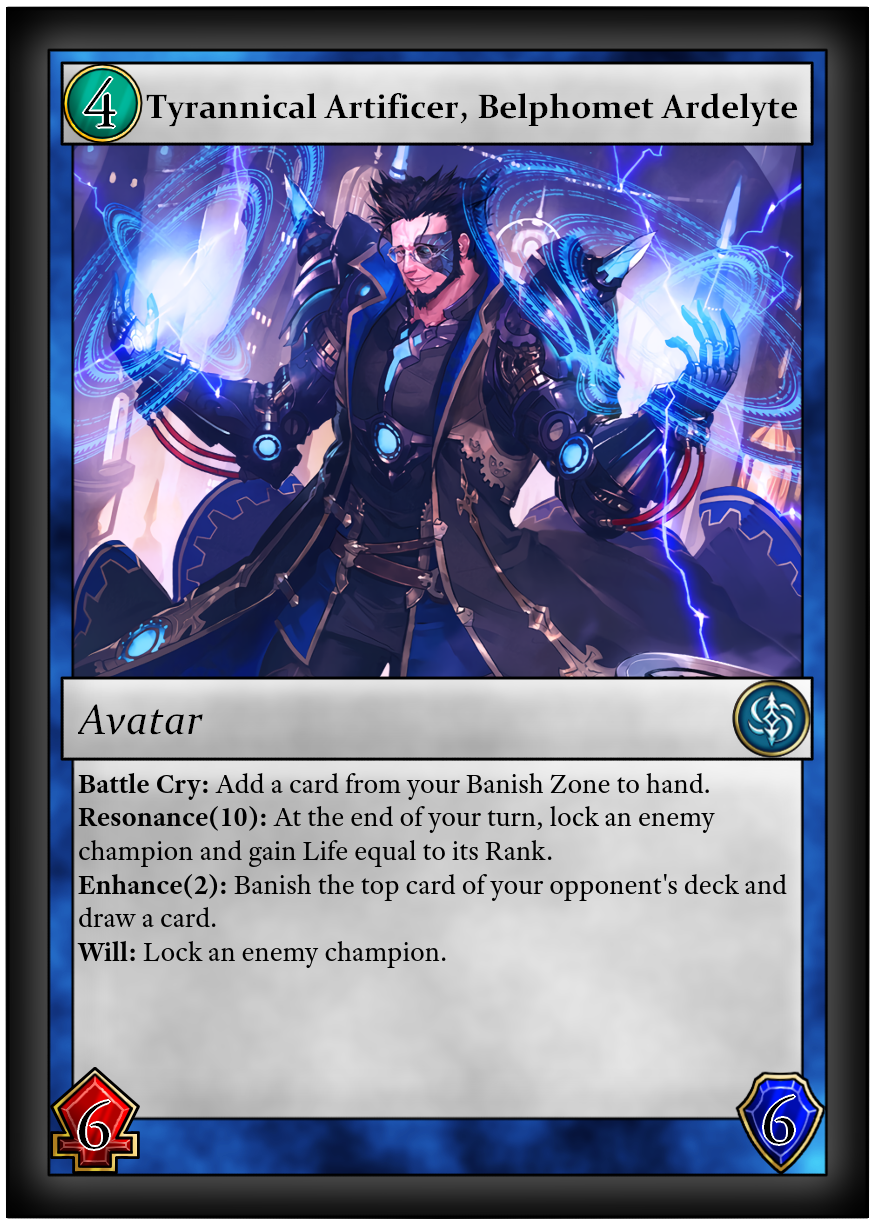 4
Tyrannical Artificer, Belphomet Ardelyte
Avatar
Battle Cry: Add a card from your Banish Zone to hand.
Resonance(10): At the end of your turn, lock an enemy
champion and gain Life equal to its Rank.
Enhance(2): Banish the top card of your opponent's deck and
draw a card.
Will: Lock an enemy champion.
6
6